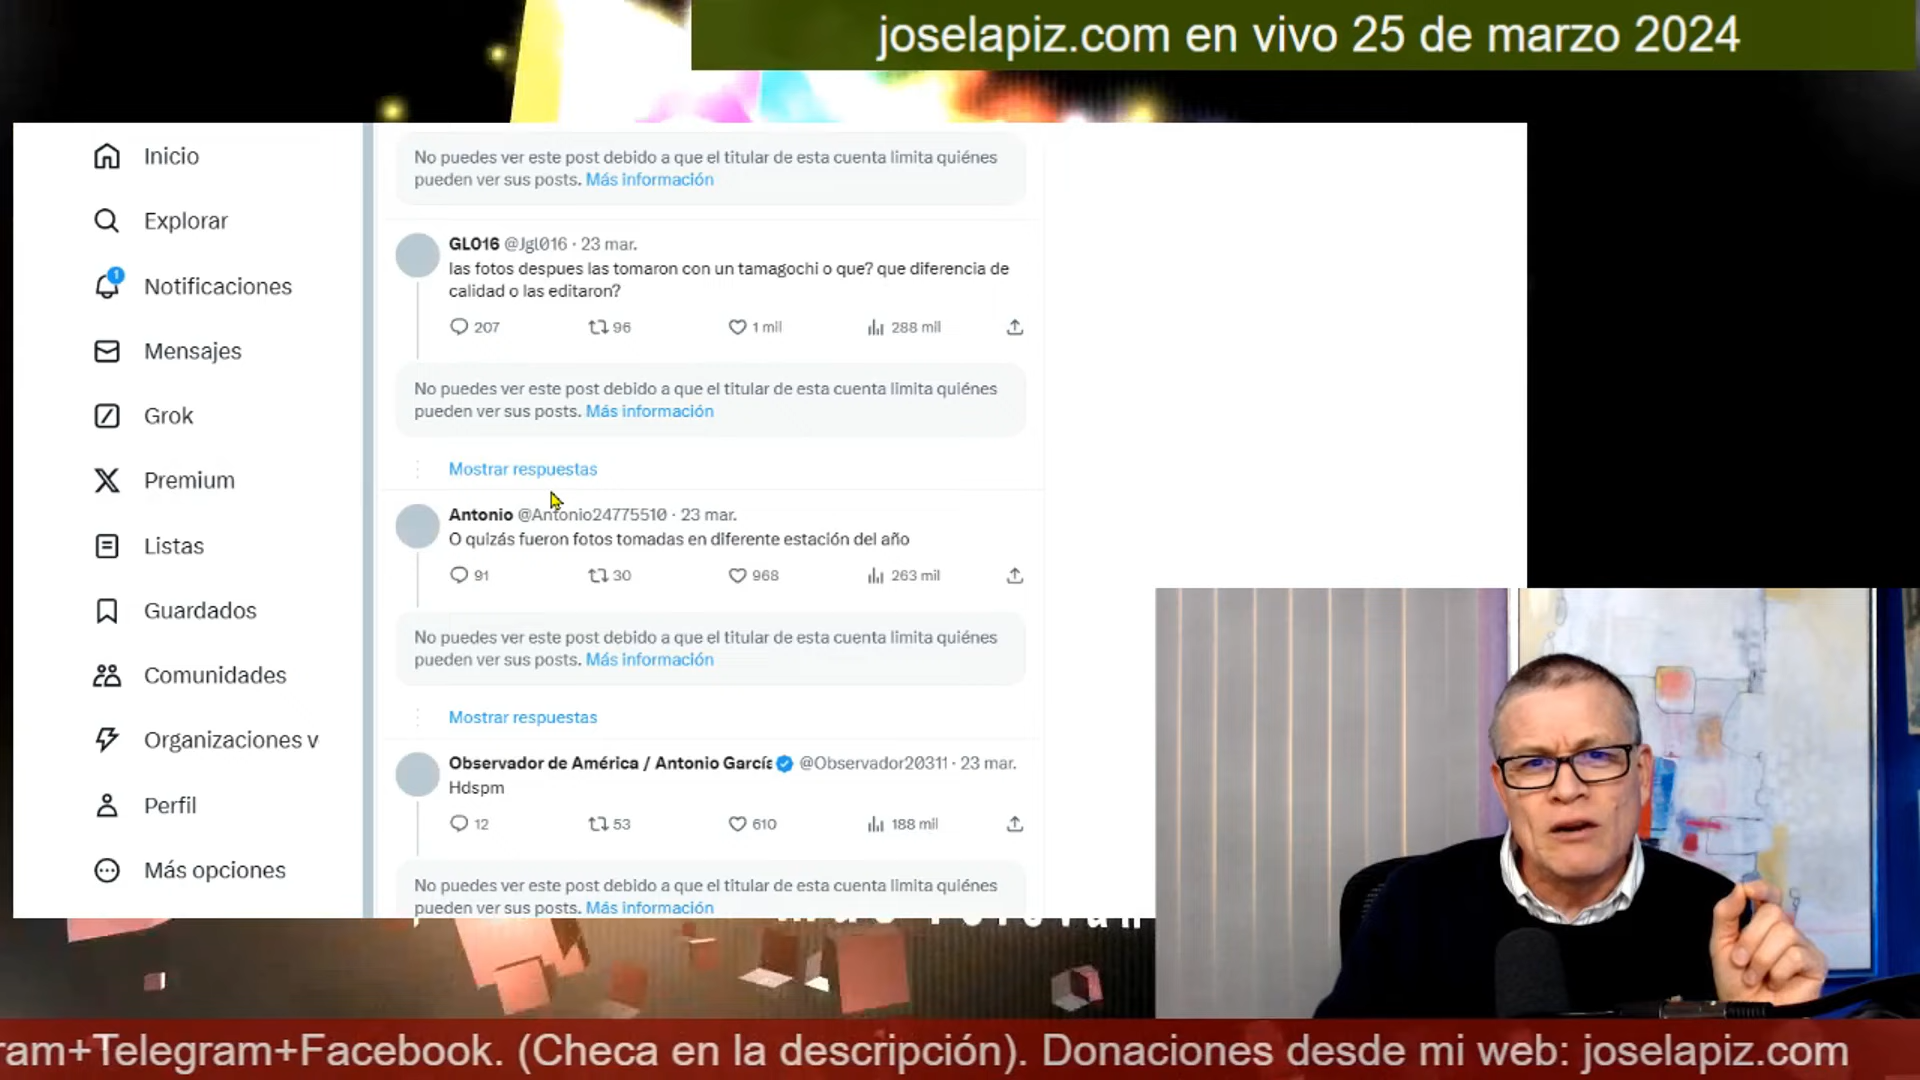 joselapiz.com en vivo 25 de marzo 2024
Inicio
Explorar
1
Notificaciones
Mensajes
Grok
Premium
Listas
Guardados
Comunidades
Organizaciones v
Perfil
Más opciones
No puedes ver este post debido a que el titular de esta cuenta limita quiénes
pueden ver sus posts. Más información
GL016 @Jgl016 · 23 mar.
las fotos despues las tomaron con un tamagochi o que? que diferencia de
calidad o las editaron?
207 96 1 mil 288 mil
No puedes ver este post debido a que el titular de esta cuenta limita quiénes
pueden ver sus posts. Más información
Mostrar respuestas
Antonio @Antonio24775510 · 23 mar.
O quizás fueron fotos tomadas en diferente estación del año
91 30 968 263 mil
No puedes ver este post debido a que el titular de esta cuenta limita quiénes
pueden ver sus posts. Más información
Mostrar respuestas
Observador de América / Antonio García @Observador20311 · 23 mar.
Hdspm
12 53 610 188 mil
No puedes ver este post debido a que el titular de esta cuenta limita quiénes
pueden ver sus posts. Más información
ram+Telegram+Facebook. (Checa en la descripción). Donaciones desde mi web: joselapiz.com